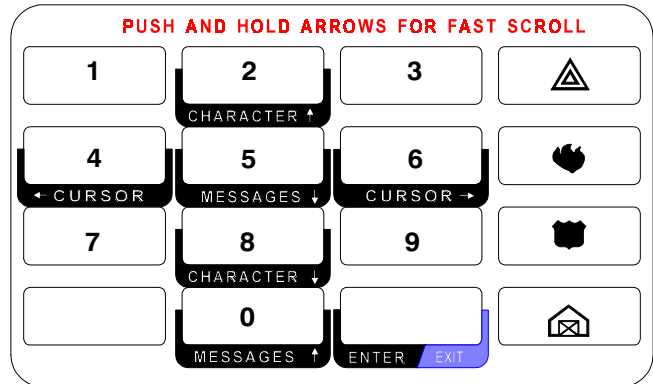 PUSH AND HOLD ARROWS FOR FAST SCROLL
1 2 3
CHARACTER ↑
4 5 6
← CURSOR MESSAGES ↓ CURSOR →
7 8 9
CHARACTER ↓
0
MESSAGES ↑ ENTER EXIT